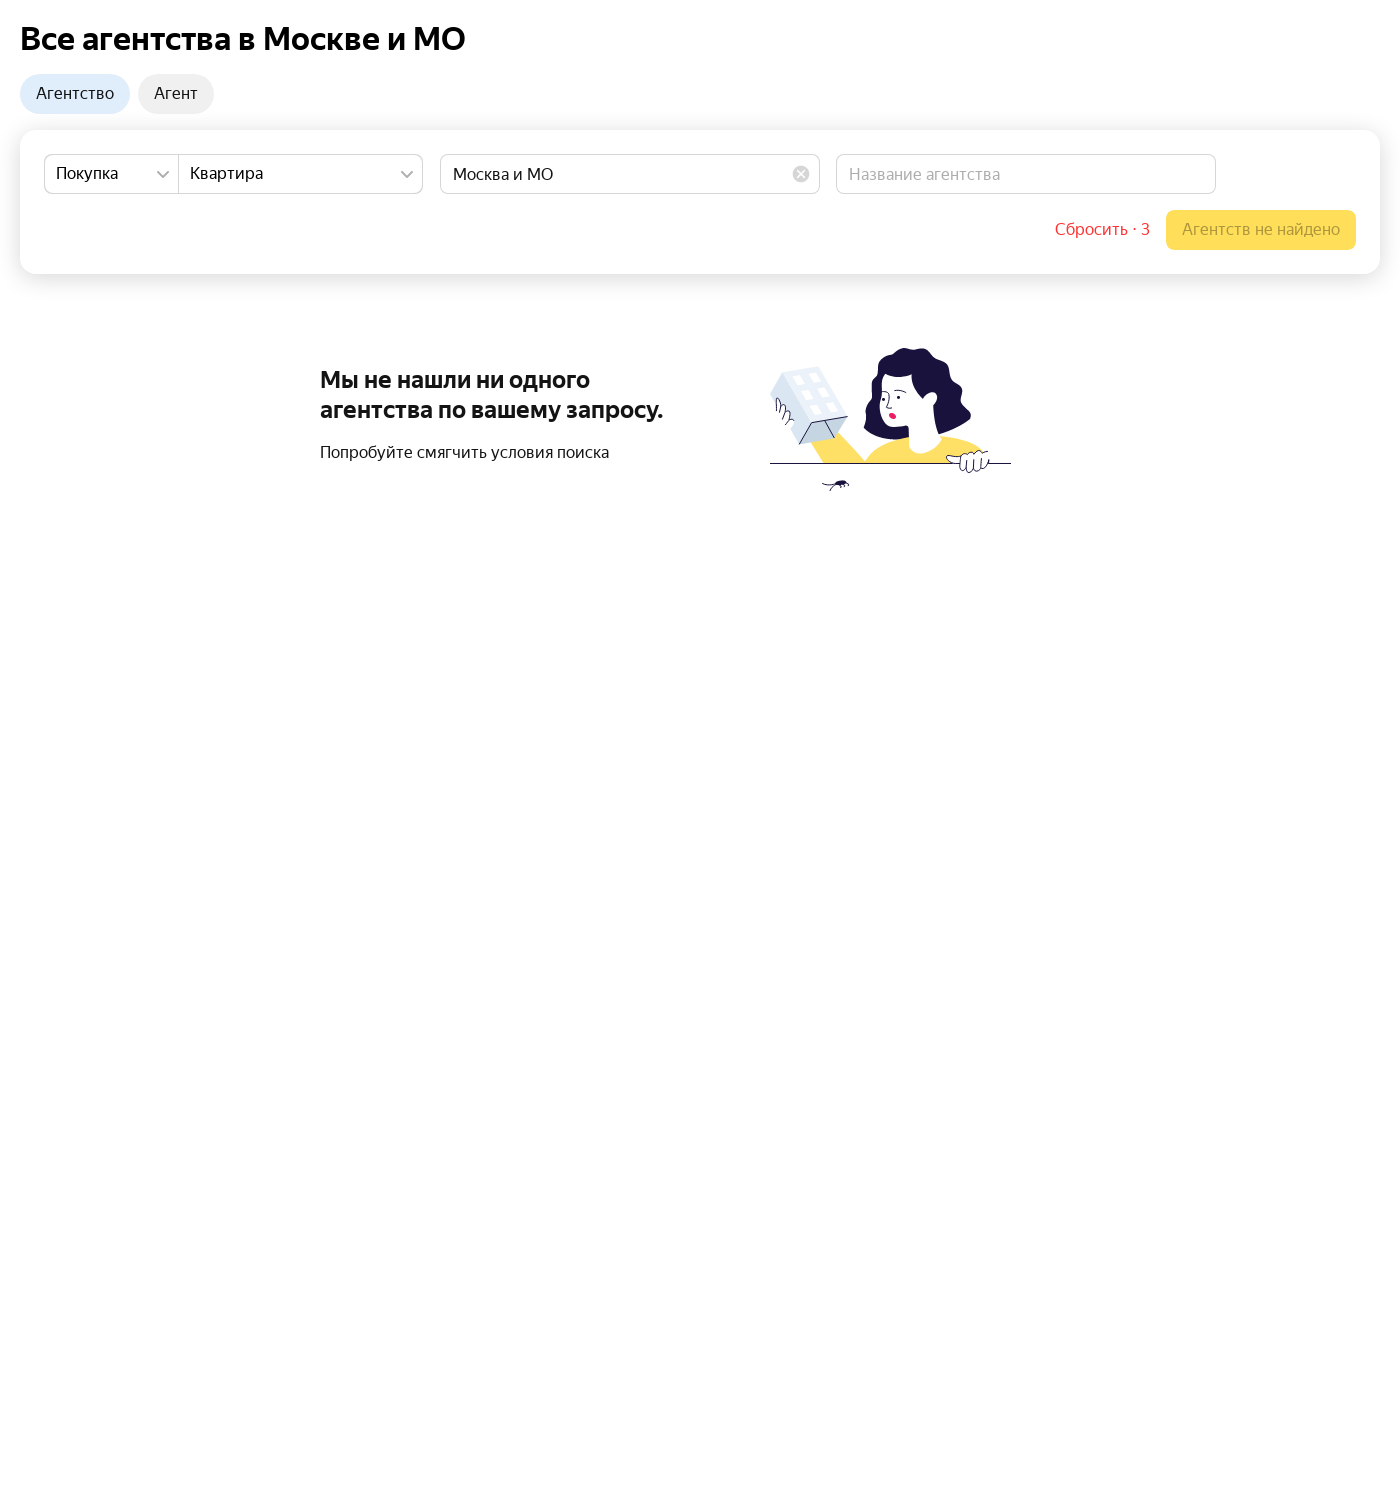 Все агентства в Москве и МО
Агентство
Агент
Покупка
Квартира
Москва и МО
Название агентства
Сбросить · 3
Агентств не найдено
Мы не нашли ни одного
агентства по вашему запросу.
Попробуйте смягчить условия поиска